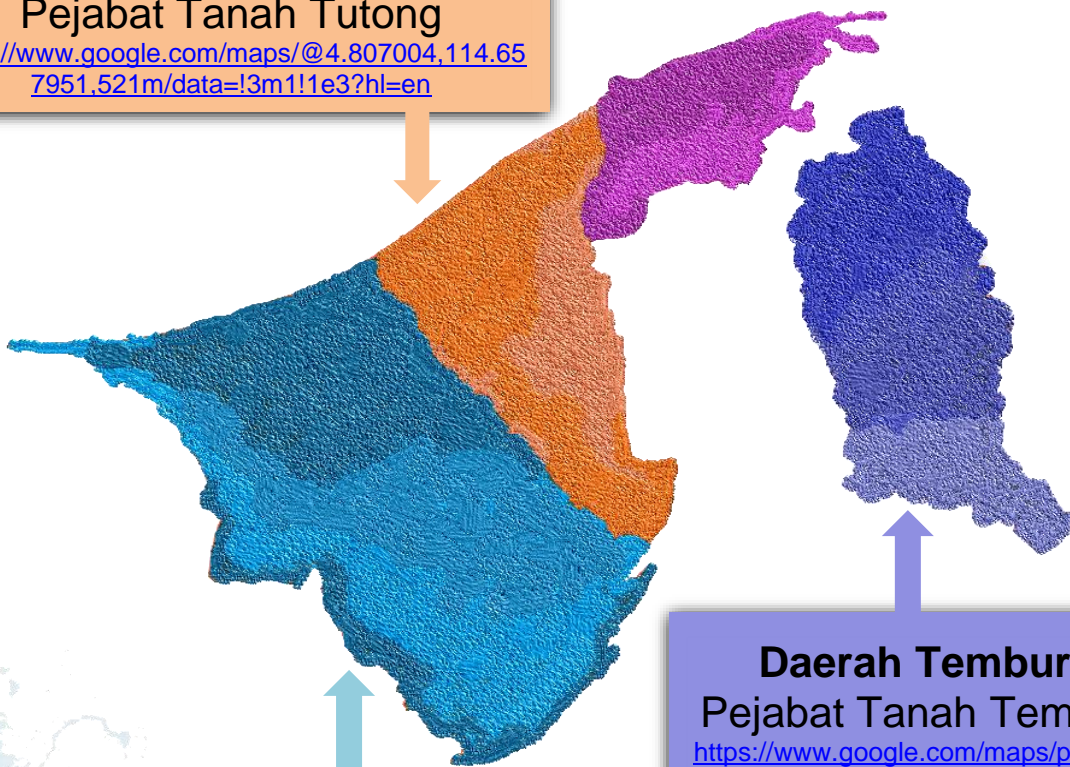 Pejabat Tanah Tutong
//www.google.com/maps/@4.807004,114.65
7951,521m/data=!3m1!1e3?hl=en
Daerah Tembur
Pejabat Tanah Tem
https://www.google.com/maps/p